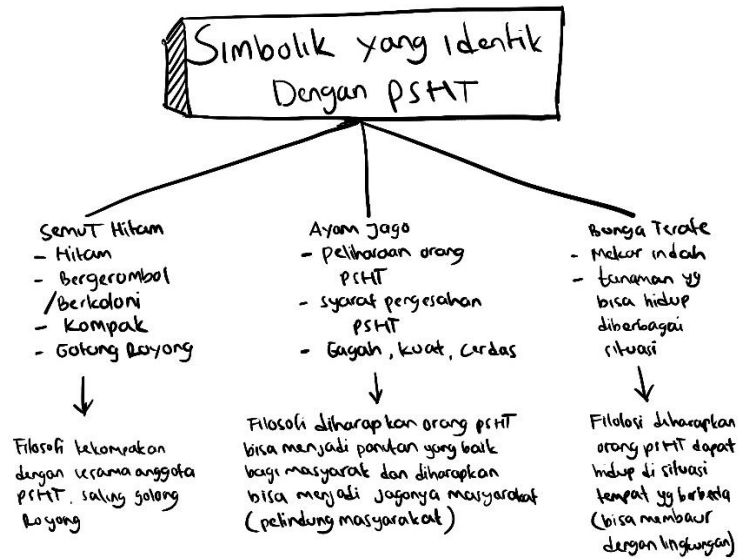 Simbolik yang identik
Dengan PSHT
Semut Hitam
- Hitam
- Bergerombol
/Berkoloni
- Kompak
- Gotong Royong
Filosofi kekompakan
dengan sesama anggota
PSHT, saling gotong
Royong
Ayam Jago
- peliharaan orang
PSHT
- syarat pengesahan
PSHT
- Gagah, kuat, cerdas
Filosofi diharapkan orang PSHT
bisa menjadi panutan yang baik
bagi masyarakat dan diharapkan
bisa menjadi jagonya masyarakat
(pelindung masyarakat)
Bunga Terate
- Mekar indah
- tanaman yg
bisa hidup
diberbagai
situasi
Filolosi diharapkan
orang PSHT dapat
hidup di situasi
tempat yg berbeda
(bisa membaur
dengan lingkungan)